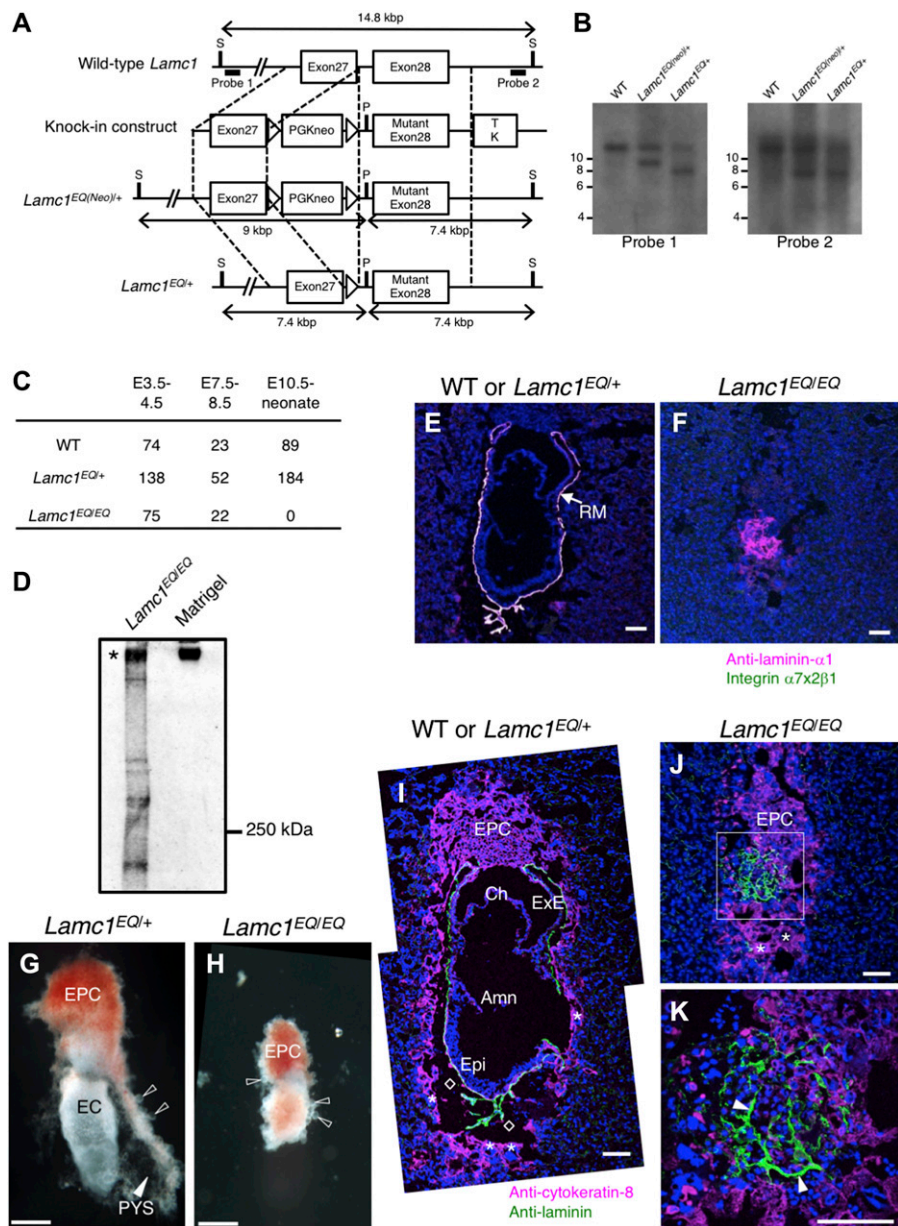 A
14.8 kbp
S
S
Wild-type Lamc1
Exon27
Exon28
Probe 1
Probe 2
P
Knock-in construct
Exon27
PGKneo
Mutant
Exon28
T
K
S
P
S
Lamc1EQ(Neo)/+
Exon27
PGKneo
Mutant
Exon28
9 kbp
7.4 kbp
S
P
S
Lamc1EQ/+
Exon27
Mutant
Exon28
7.4 kbp
7.4 kbp
B
WT
Lamc1EQ(neo)/+
Lamc1EQ+
10
8
6
4
Probe 1
WT
Lamc1EQ(neo)/+
Lamc1EQ+
10
8
6
4
Probe 2
C
E3.5-4.5 E7.5-8.5 E10.5-neonate
WT 74 23 89
Lamc1EQ/+ 138 52 184
Lamc1EQ/EQ 75 22 0
D
Lamc1EQ/EQ
Matrigel
*
250 kDa
WT or Lamc1EQ/+
E
RM
Lamc1EQ/EQ
F
Anti-laminin-α1
Integrin α7x2β1
Lamc1EQ/+
G
EPC
EC
PYS
Lamc1EQ/EQ
H
EPC
WT or Lamc1EQ/+
I
EPC
Ch
ExE
Amn
*
Epi
*
* *
Anti-cytokeratin-8
Anti-laminin
Lamc1EQ/EQ
J
EPC
* *
K